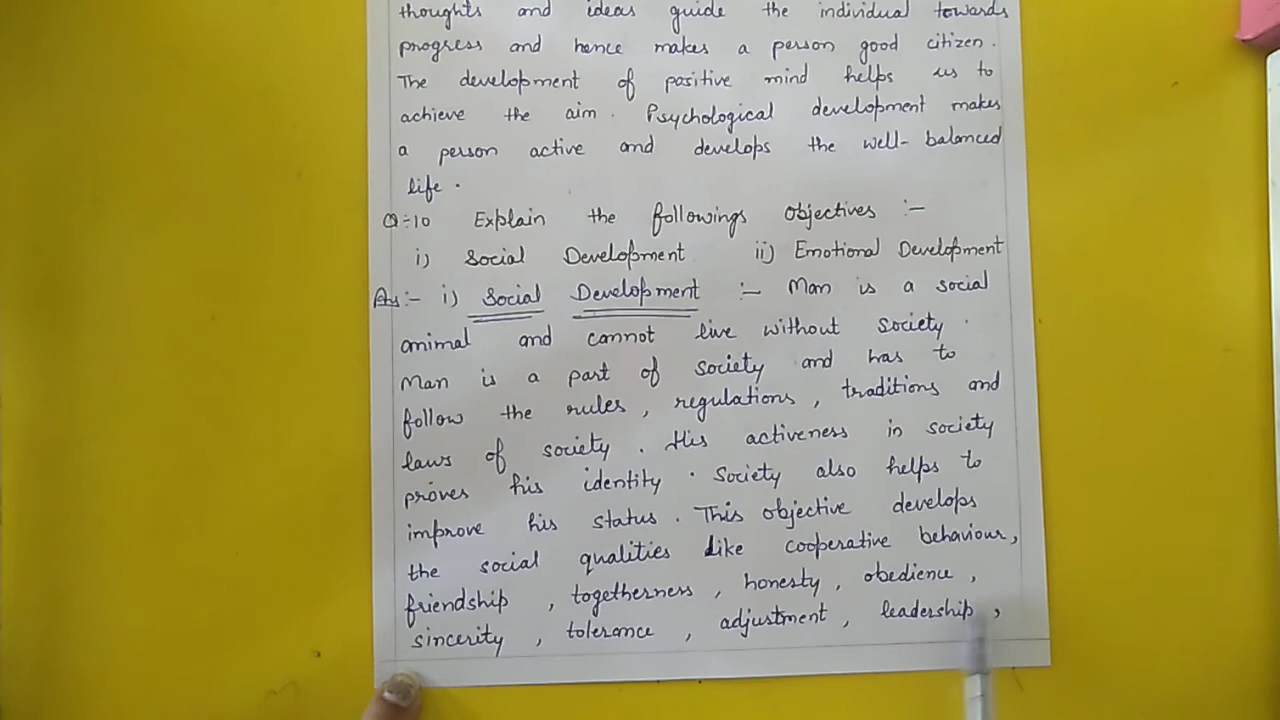 thoughts and ideas guide the individual towards
progress and hence makes a person good citizen.
The development of positive mind helps us to
achieve the aim. Psychological development makes
a person active and develops the well-balanced
life.
Q:-10 Explain the followings objectives :-
i) Social Development ii) Emotional Development
Ans:- i) Social Development :- Man is a social
animal and cannot live without society.
Man is a part of society and has to
follow the rules, regulations, traditions and
laws of society. His activeness in society
proves his identity. Society also helps to
improve his status. This objective develops
the social qualities like cooperative behaviour,
friendship, togetherness, honesty, obedience,
sincerity, tolerance, adjustment, leadership,